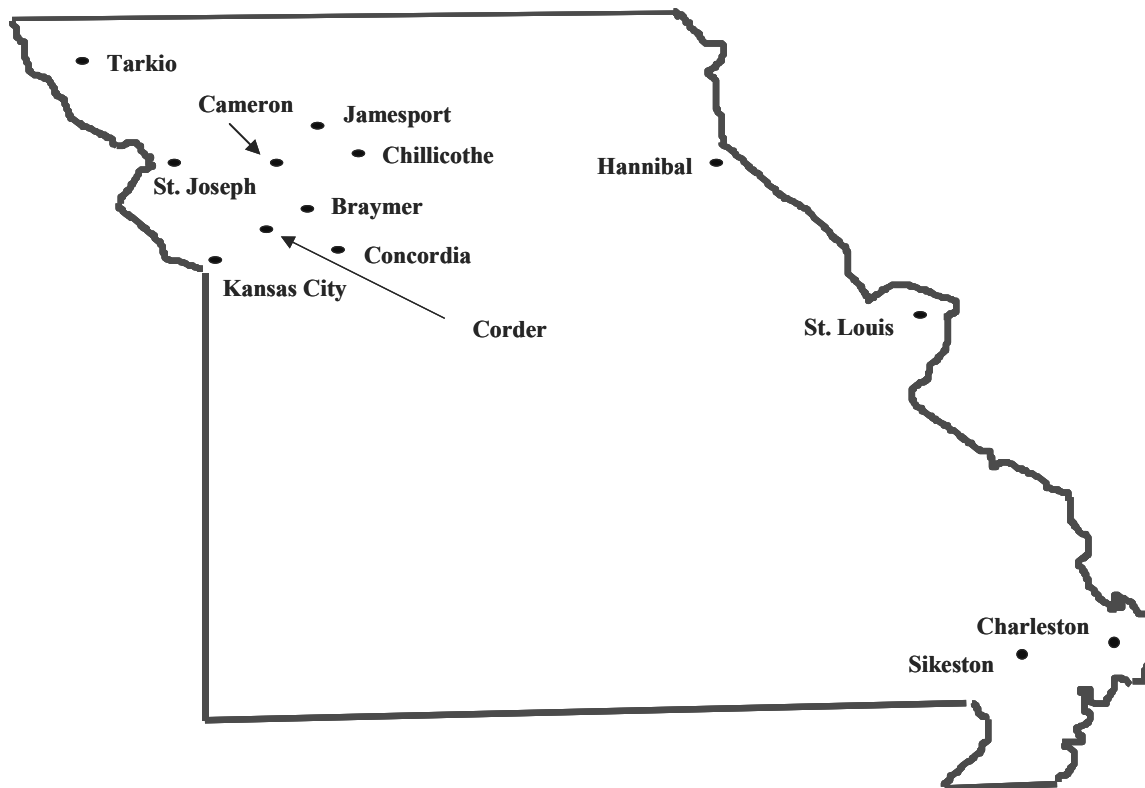 Tarkio
Cameron
Jamesport
Chillicothe
Hannibal
St. Joseph
Braymer
Concordia
Kansas City
Corder
St. Louis
Charleston
Sikeston